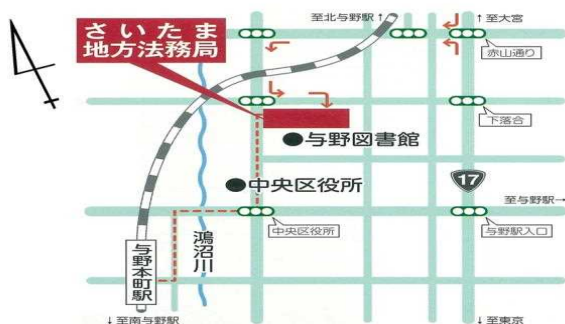 至北与野駅↑
↑至大宮
さいたま
地方法務局
赤山通り
下落合
●与野図書館
17
●中央区役所
至与野駅→
中央区役所
与野駅入口
鴻沼川
与野本町駅
↓至南与野駅
↓至東京